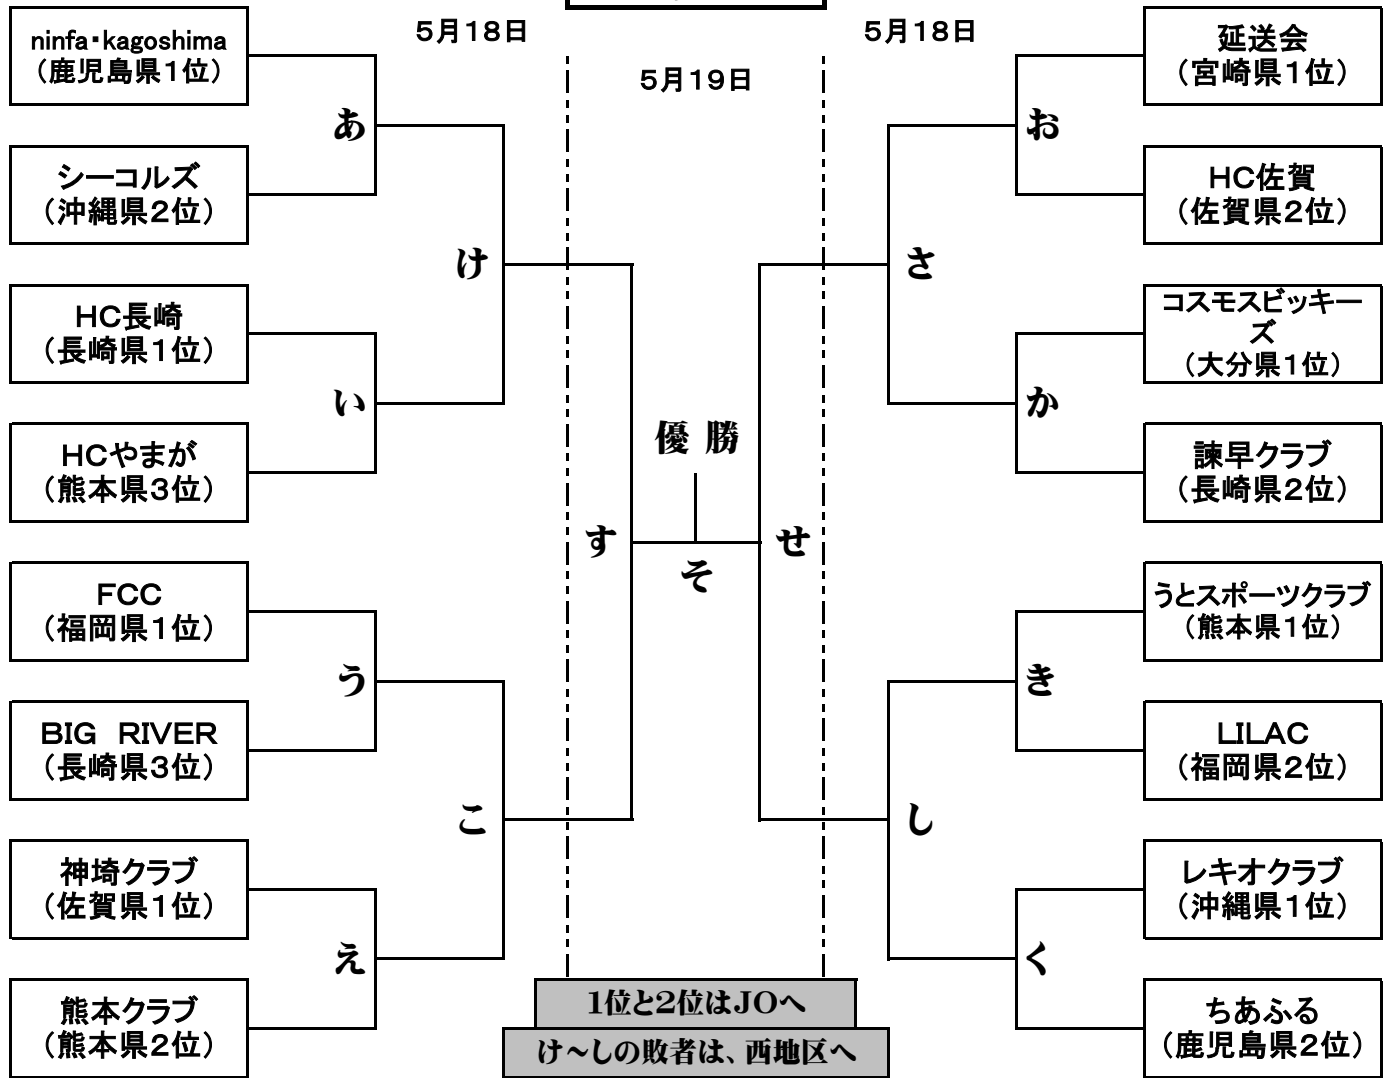 5月18日
5月18日
5月19日
ninfa・kagoshima
（鹿児島県１位）
シーコルズ
（沖縄県２位）
HC長崎
（長崎県１位）
HCやまが
（熊本県３位）
FCC
（福岡県１位）
BIG　RIVER
（長崎県３位）
神埼クラブ
（佐賀県１位）
熊本クラブ
（熊本県２位）
あ
い
う
え
け
こ
す
優 勝
そ
せ
さ
し
お
か
き
く
延送会
（宮崎県１位）
HC佐賀
（佐賀県２位）
コスモスビッキー
ズ
（大分県１位）
諫早クラブ
（長崎県２位）
うとスポーツクラブ
（熊本県１位）
LILAC
（福岡県２位）
レキオクラブ
（沖縄県１位）
ちあふる
（鹿児島県２位）
１位と２位はＪＯへ
け～しの敗者は、西地区へ